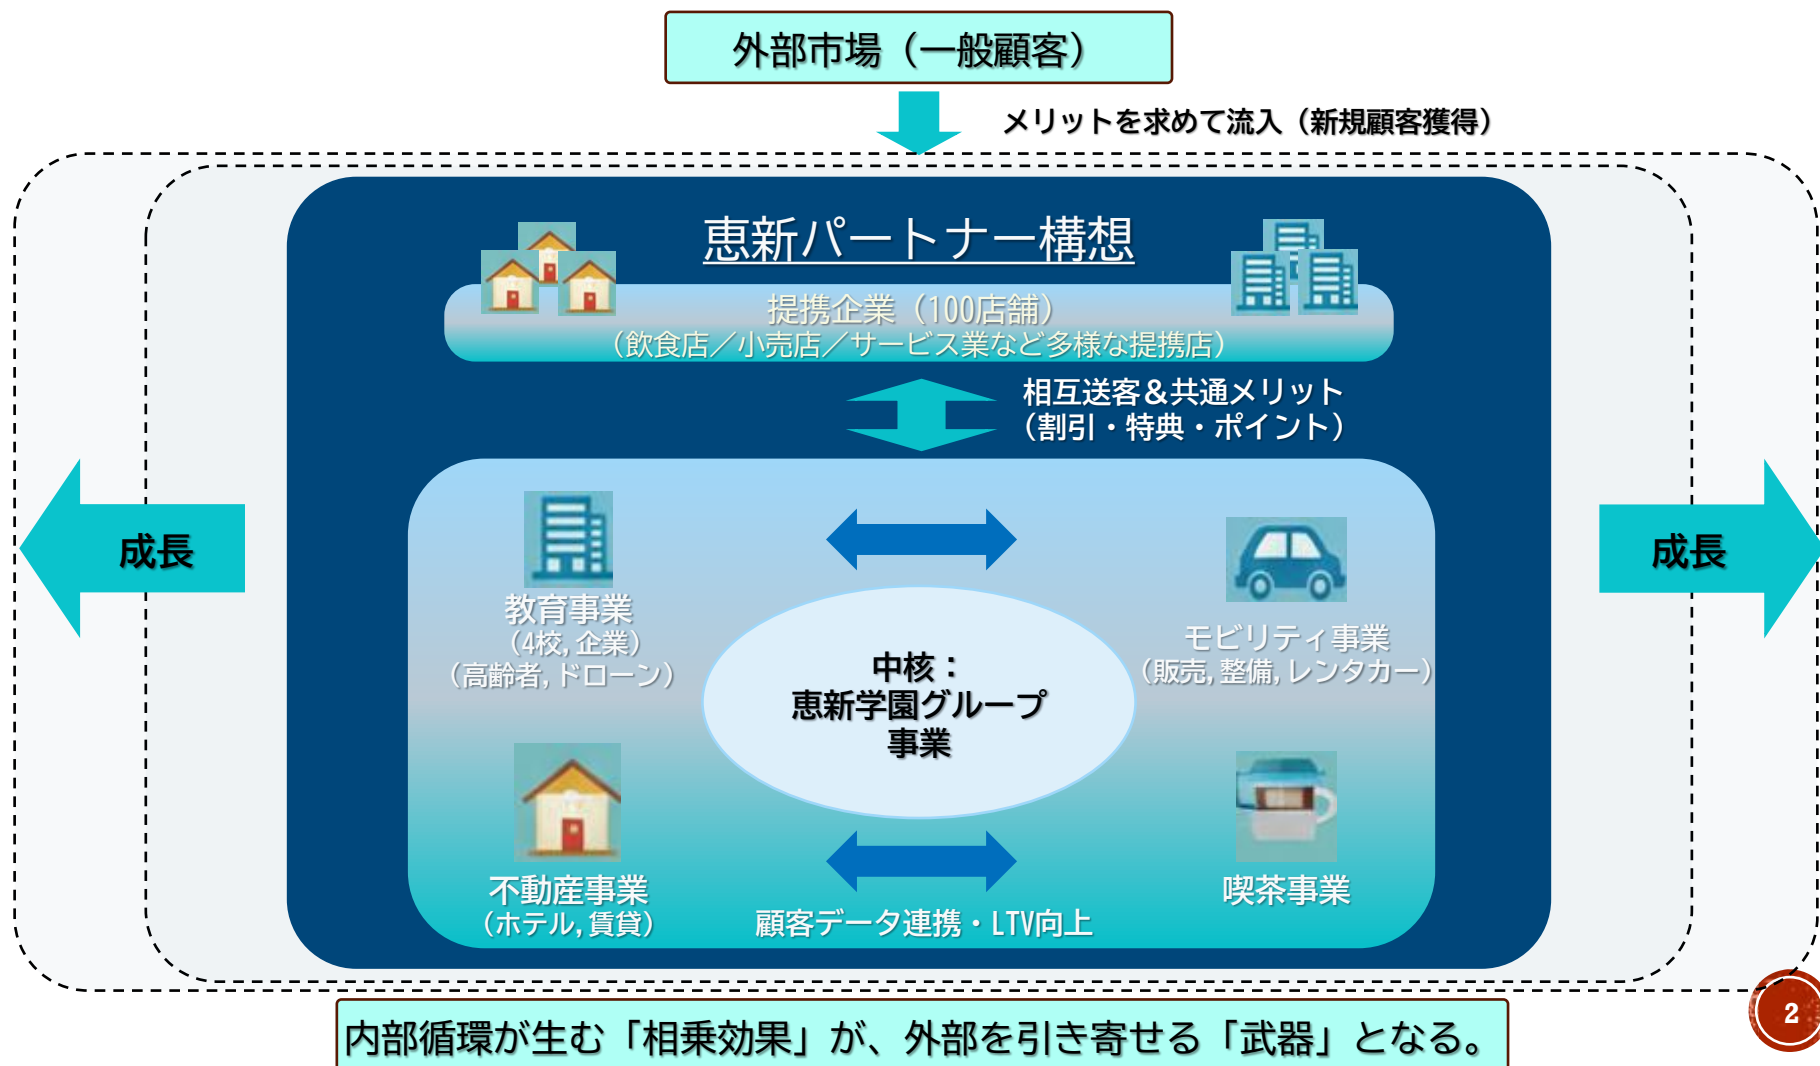 外部市場（一般顧客）
メリットを求めて流入（新規顧客獲得）
恵新パートナー構想
提携企業（100店舗）
（飲食店／小売店／サービス業など多様な提携店）
相互送客＆共通メリット
（割引・特典・ポイント）
成長
成長
教育事業
（4校,企業）
（高齢者,ドローン）
モビリティ事業
（販売,整備,レンタカー）
中核：
恵新学園グループ
事業
不動産事業
（ホテル,賃貸）
喫茶事業
顧客データ連携・LTV向上
内部循環が生む「相乗効果」が、外部を引き寄せる「武器」となる。
2